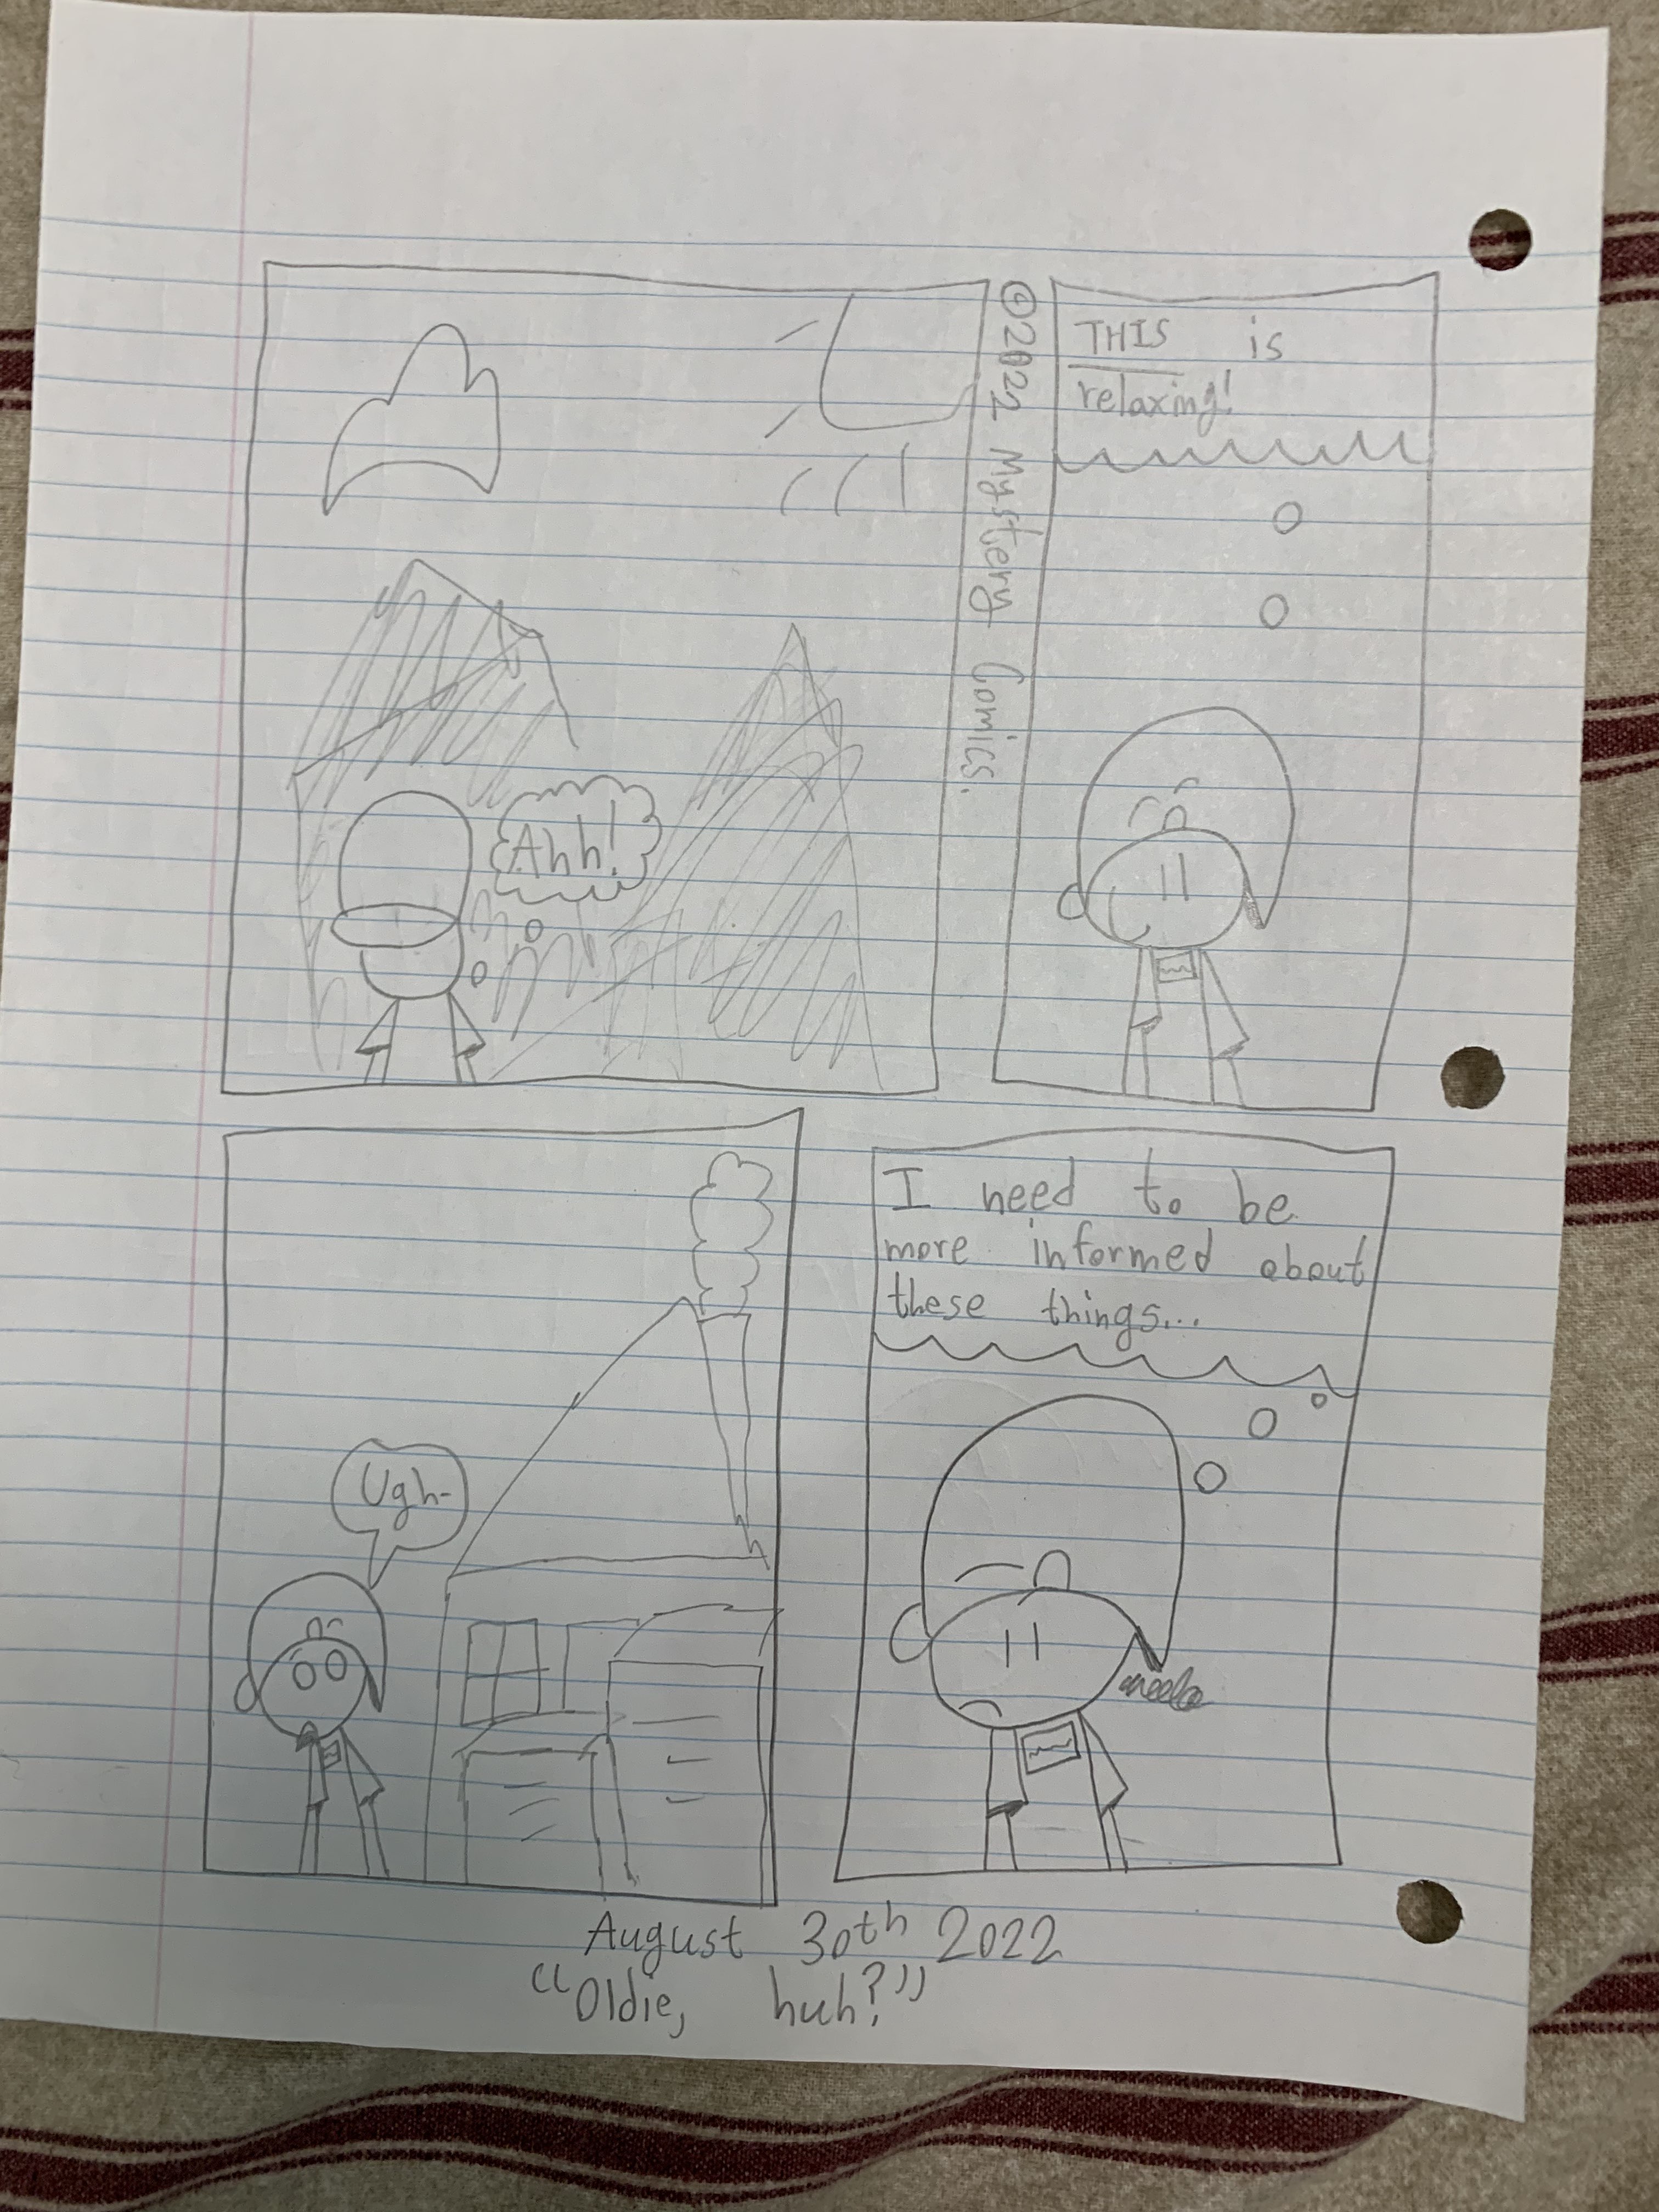 Ahh!
©2022 Mystery Comics.
THIS is
relaxing!
Ugh-
I need to be
more informed about
these things...
August 30th 2022
"Oldie, huh?"